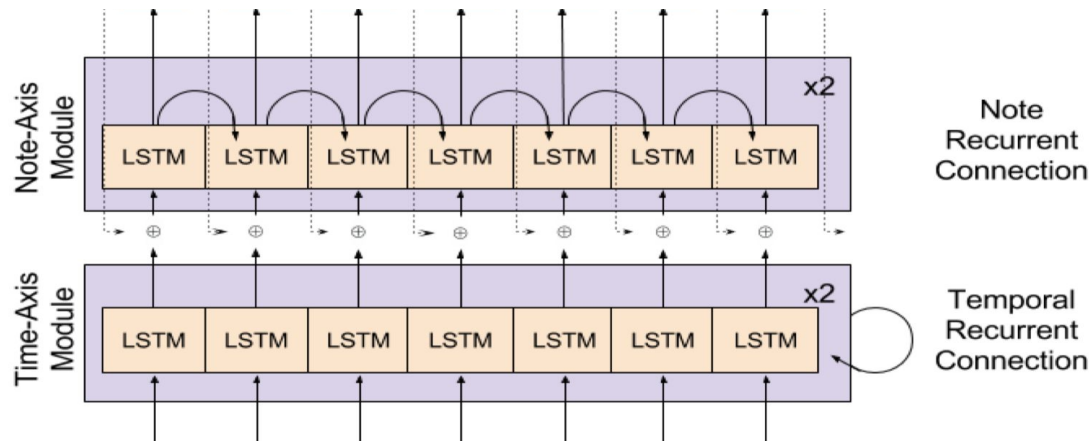 Note-Axis
Module
x2
LSTM LSTM LSTM LSTM LSTM LSTM LSTM
Note
Recurrent
Connection
⊕ ⊕ ⊕ ⊕ ⊕ ⊕ ⊕
Time-Axis
Module
x2
LSTM LSTM LSTM LSTM LSTM LSTM LSTM
Temporal
Recurrent
Connection